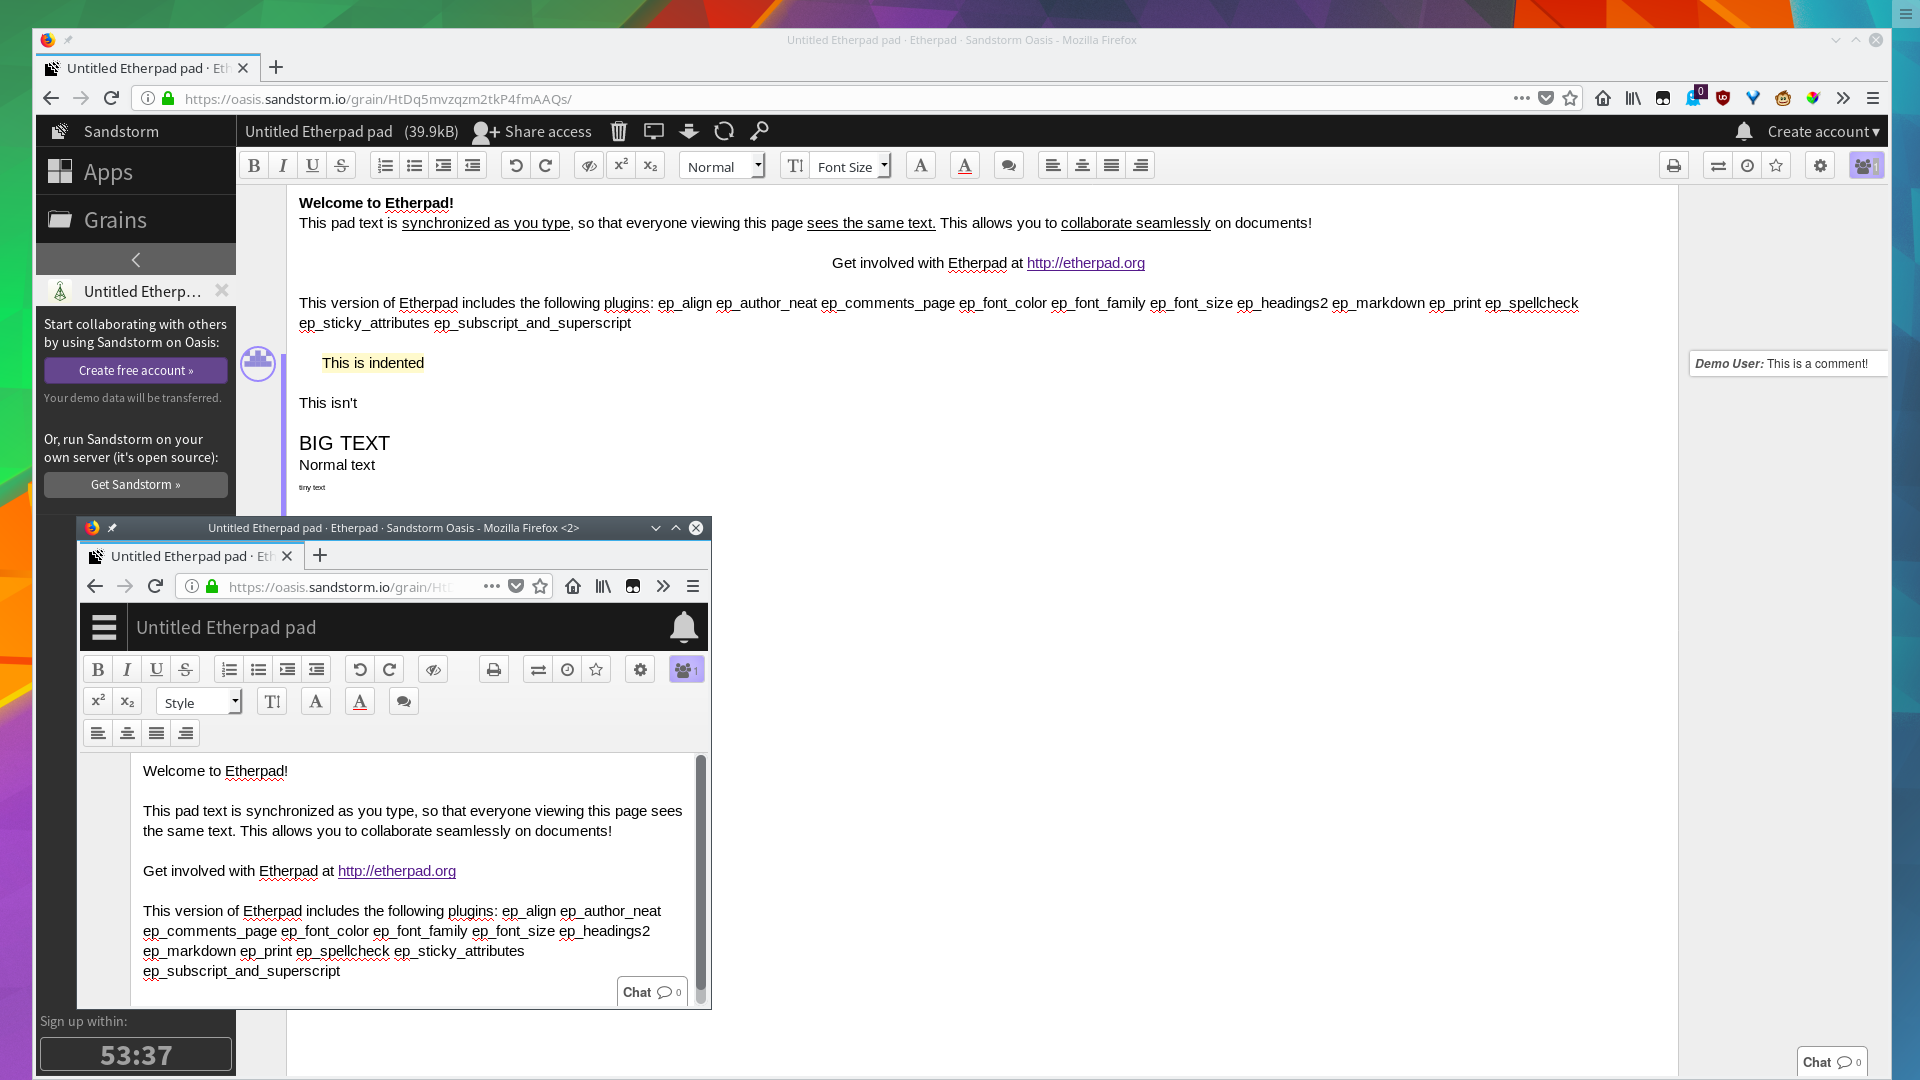 Untitled Etherpad pad · Etherpad · Sandstorm Oasis - Mozilla Firefox
Untitled Etherpad pad · Eth
https://oasis.sandstorm.io/grain/HtDq5mvzqzm2tkP4fmAAQs/
0
Sandstorm
Untitled Etherpad pad (39.9kB) Share access
Create account ▾
Apps
Grains
Untitled Etherp…
Start collaborating with others
by using Sandstorm on Oasis:
Create free account »
Your demo data will be transferred.
Or, run Sandstorm on your
own server (it's open source):
Get Sandstorm »
Sign up within:
53:37
B I U S x² x₂ Normal T Font Size A A 1
Welcome to Etherpad!
This pad text is synchronized as you type, so that everyone viewing this page sees the same text. This allows you to collaborate seamlessly on documents!
Get involved with Etherpad at http://etherpad.org
This version of Etherpad includes the following plugins: ep_align ep_author_neat ep_comments_page ep_font_color ep_font_family ep_font_size ep_headings2 ep_markdown ep_print ep_spellcheck
ep_sticky_attributes ep_subscript_and_superscript
This is indented
Demo User: This is a comment!
This isn't
BIG TEXT
Normal text
tiny text
Chat 0
Untitled Etherpad pad · Etherpad · Sandstorm Oasis - Mozilla Firefox <2>
Untitled Etherpad pad · Eth
https://oasis.sandstorm.io/grain/HtD
Untitled Etherpad pad
B I U S 1
x² x₂ Style T A A
Welcome to Etherpad!
This pad text is synchronized as you type, so that everyone viewing this page sees
the same text. This allows you to collaborate seamlessly on documents!
Get involved with Etherpad at http://etherpad.org
This version of Etherpad includes the following plugins: ep_align ep_author_neat
ep_comments_page ep_font_color ep_font_family ep_font_size ep_headings2
ep_markdown ep_print ep_spellcheck ep_sticky_attributes
ep_subscript_and_superscript
Chat 0